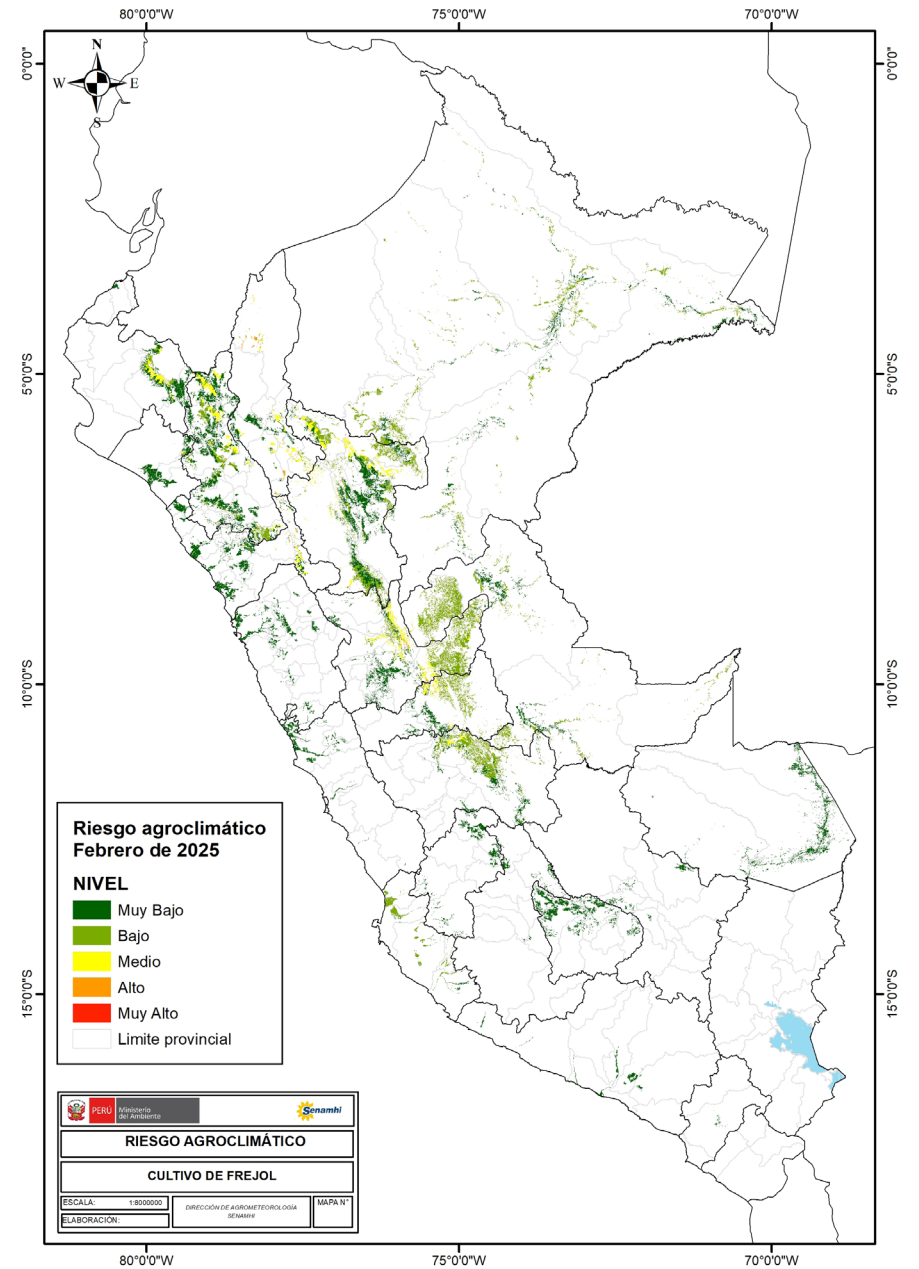 80°0'0"W 75°0'0"W 70°0'0"W
N
W E
S
0°0'0" 0°0'0"
5°0'0"S 5°0'0"S
10°0'0"S 10°0'0"S
15°0'0"S 15°0'0"S
Riesgo agroclimático
Febrero de 2025
NIVEL
Muy Bajo
Bajo
Medio
Alto
Muy Alto
Limite provincial
PERÚ Ministerio
del Ambiente
Senamhi
RIESGO AGROCLIMÁTICO
CULTIVO DE FREJOL
ESCALA: 1:8000000
DIRECCIÓN DE AGROMETEOROLOGÍA
SENAMHI
MAPA N°
ELABORACIÓN:
80°0'0"W 75°0'0"W 70°0'0"W